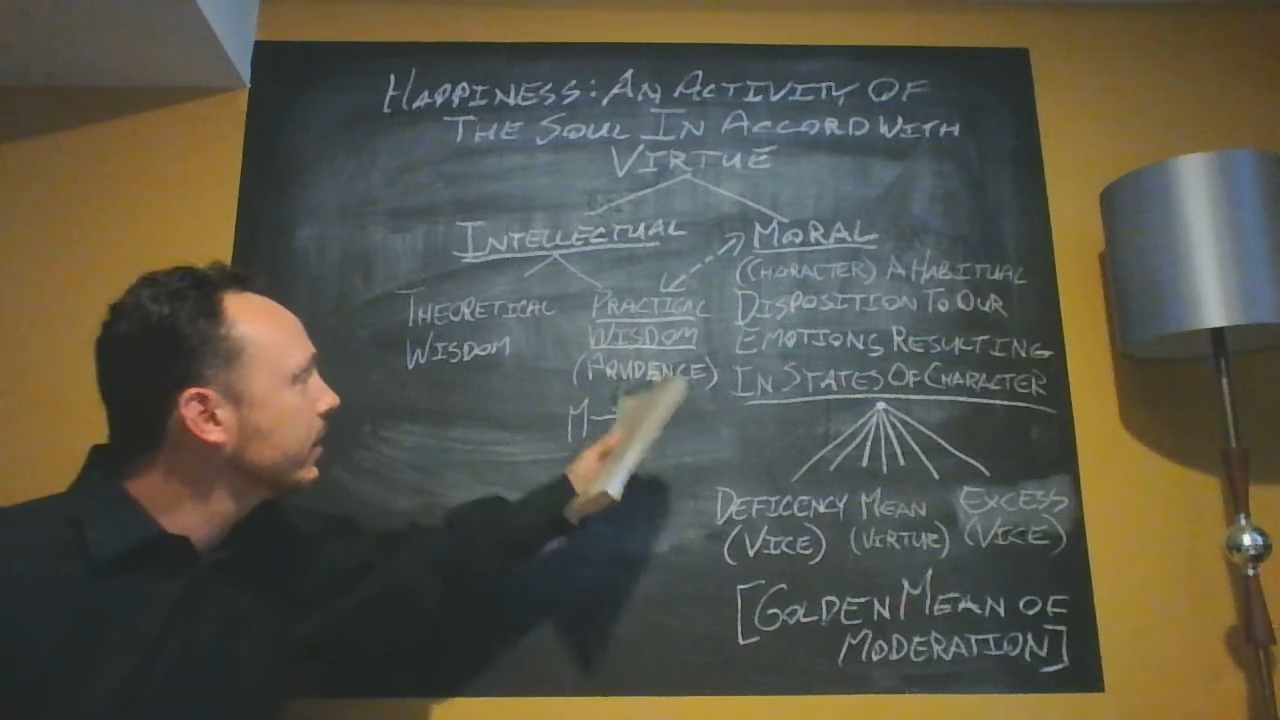 HAPPINESS: AN ACTIVITY OF
THE SOUL IN ACCORD WITH
VIRTUE
INTELLECTUAL
MORAL
THEORETICAL
WISDOM
PRACTICAL
WISDOM
(PRUDENCE)
M
(CHARACTER) A HABITUAL
DISPOSITION TO OUR
EMOTIONS RESULTING
IN STATES OF CHARACTER
DEFICENCY MEAN EXCESS
(VICE) (VIRTUE) (VICE)
[GOLDEN MEAN OF
MODERATION]